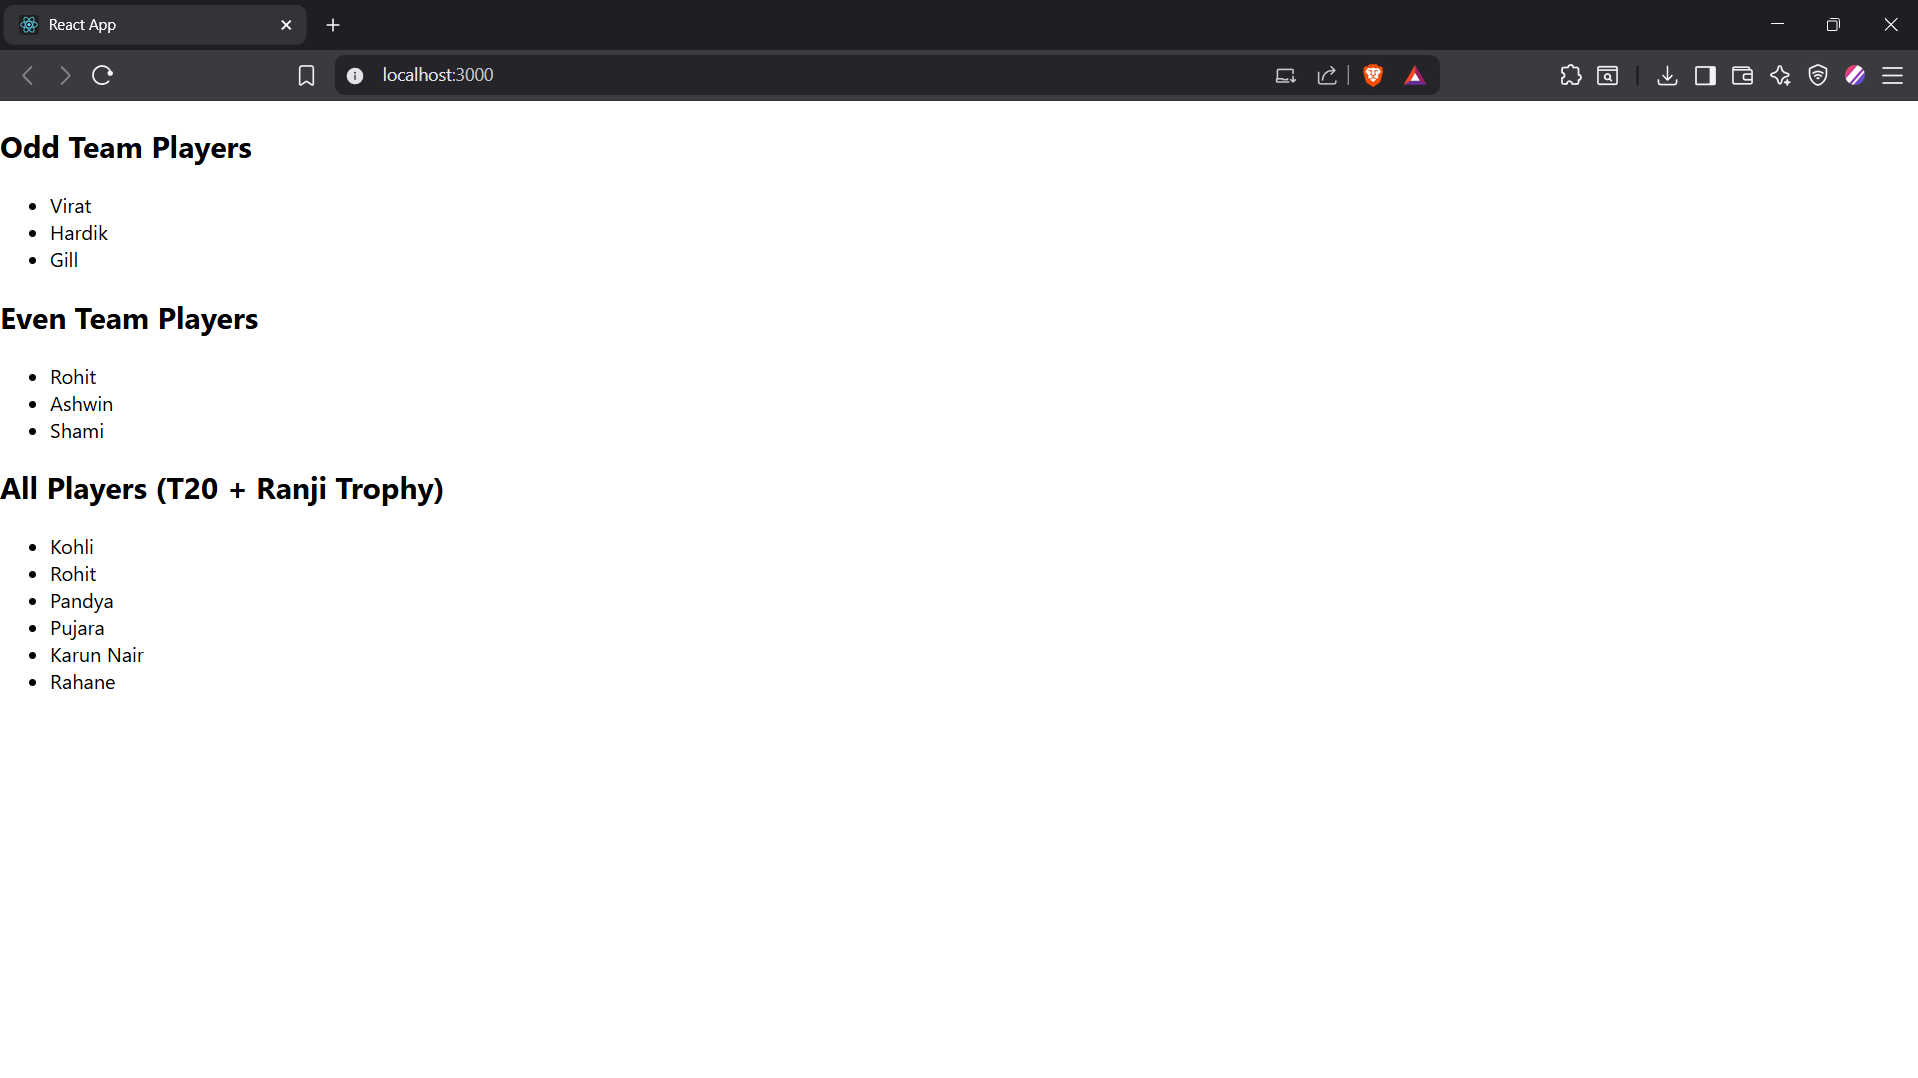 React App
localhost:3000
Odd Team Players
Virat
Hardik
Gill
Even Team Players
Rohit
Ashwin
Shami
All Players (T20 + Ranji Trophy)
Kohli
Rohit
Pandya
Pujara
Karun Nair
Rahane